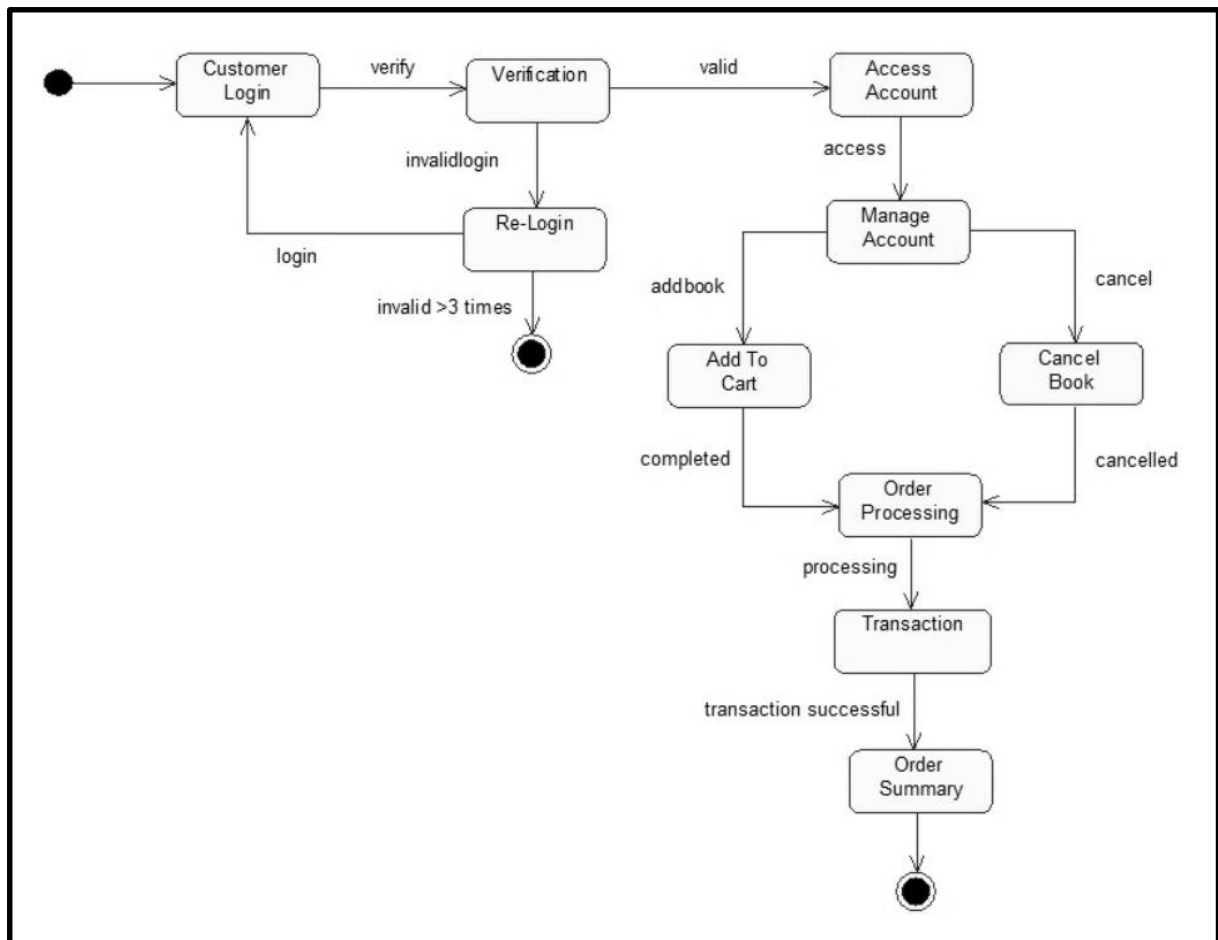 Customer
Login
verify
Verification
valid
Access
Account
invalidlogin
access
Re-Login
login
invalid >3 times
Manage
Account
addbook
cancel
Add To
Cart
Cancel
Book
completed
cancelled
Order
Processing
processing
Transaction
transaction successful
Order
Summary